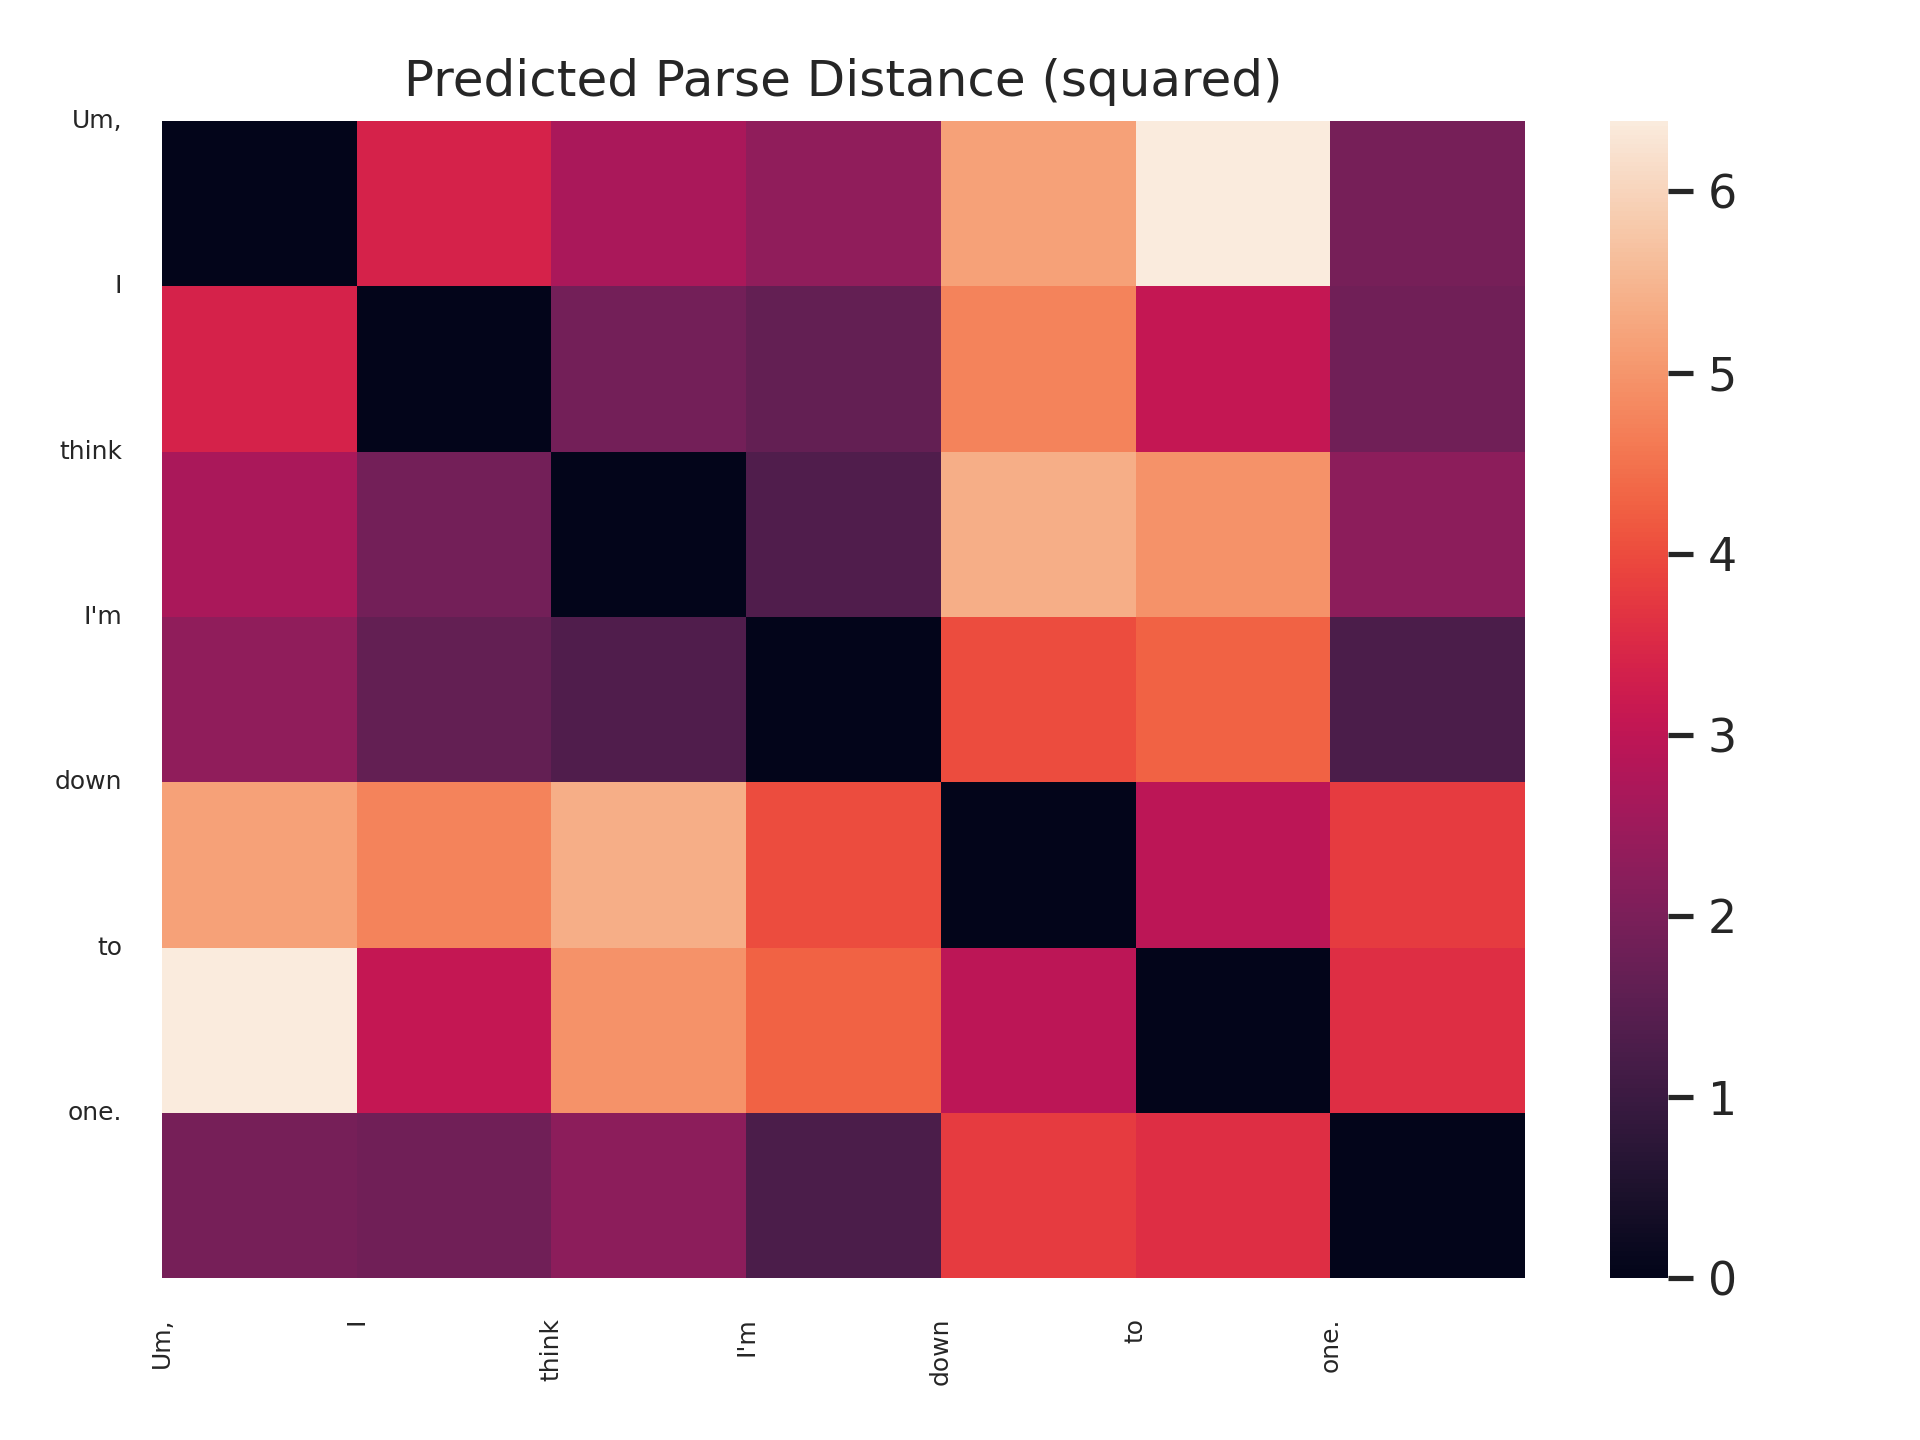 Predicted Parse Distance (squared)
Um,
I
think
I'm
down
to
one.
6
5
4
3
2
1
0
Um,
I
think
I'm
down
to
one.